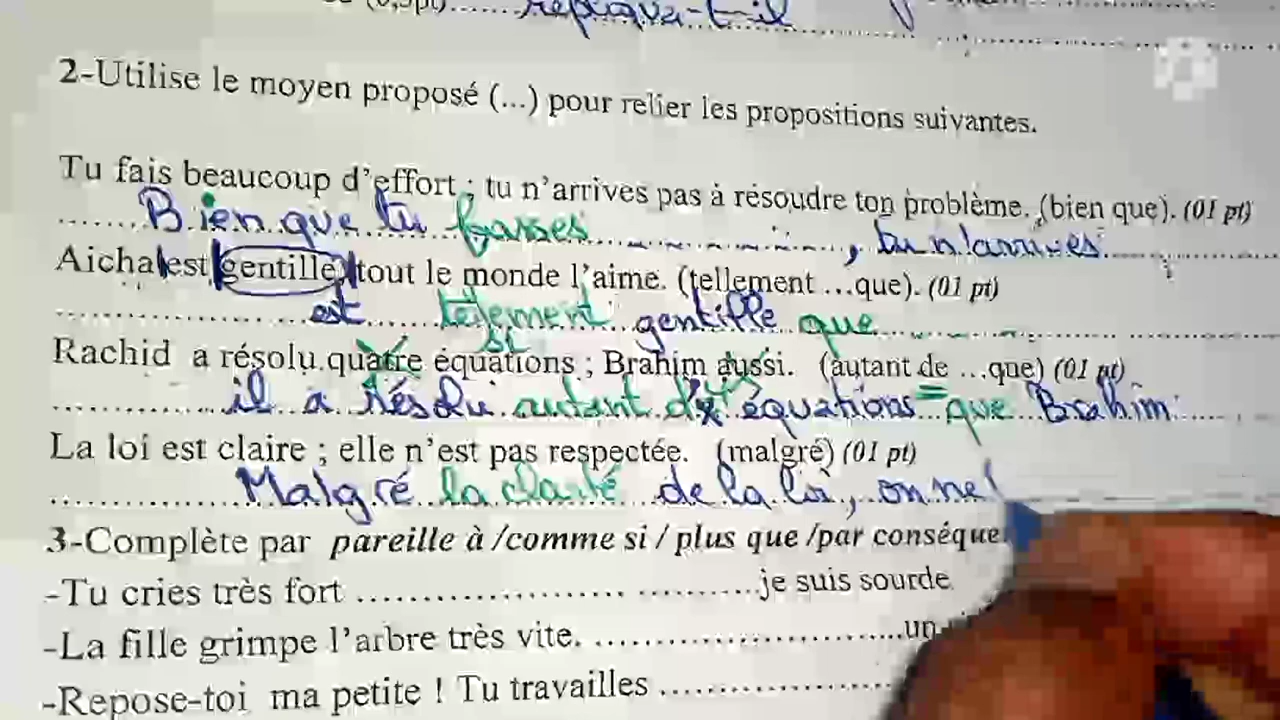 (0,5pt)...... répliqua-t-il
2-Utilise le moyen proposé (...) pour relier les propositions suivantes.
Tu fais beaucoup d'effort ; tu n'arrives pas à résoudre ton problème. (bien que). (01 pt)
Bien que tu fasses ......, tu n'arrives
Aicha est gentille, tout le monde l'aime. (tellement ...que). (01 pt)
est tellement gentille que
si
Rachid a résolu quatre équations ; Brahim aussi. (autant de ...que) (01 pt)
il a résolu autant d' équations que Brahim
La loi est claire ; elle n'est pas respectée. (malgré) (01 pt)
Malgré la clarté de la loi, on ne
3-Complète par pareille à /comme si / plus que /par conséque
-Tu cries très fort ........................ je suis sourde
-La fille grimpe l'arbre très vite. ........................un
-Repose-toi ma petite ! Tu travailles ..................